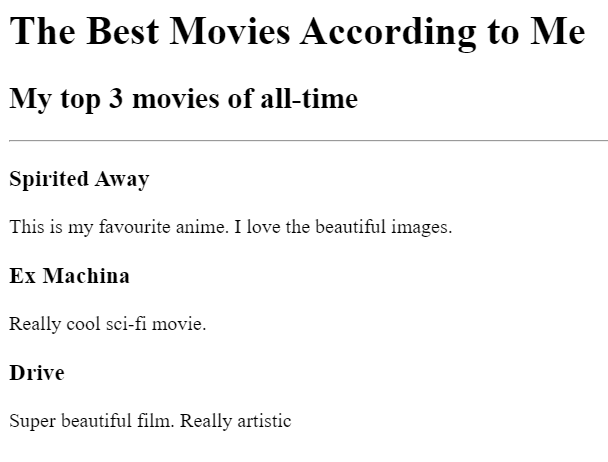 The Best Movies According to Me
My top 3 movies of all-time
Spirited Away
This is my favourite anime. I love the beautiful images.
Ex Machina
Really cool sci-fi movie.
Drive
Super beautiful film. Really artistic